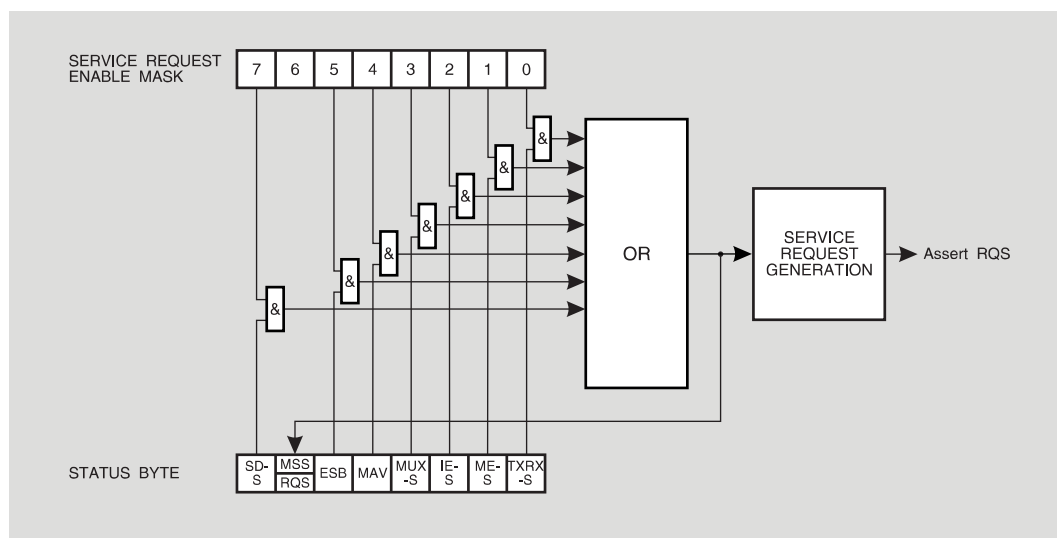 SERVICE REQUEST
ENABLE MASK
7 6 5 4 3 2 1 0
&
&
&
&
&
&
&
OR
SERVICE
REQUEST
GENERATION
Assert RQS
STATUS BYTE
SD-
S
MSS
RQS
ESB
MAV
MUX
-S
IE-
S
ME-
S
TXRX
-S